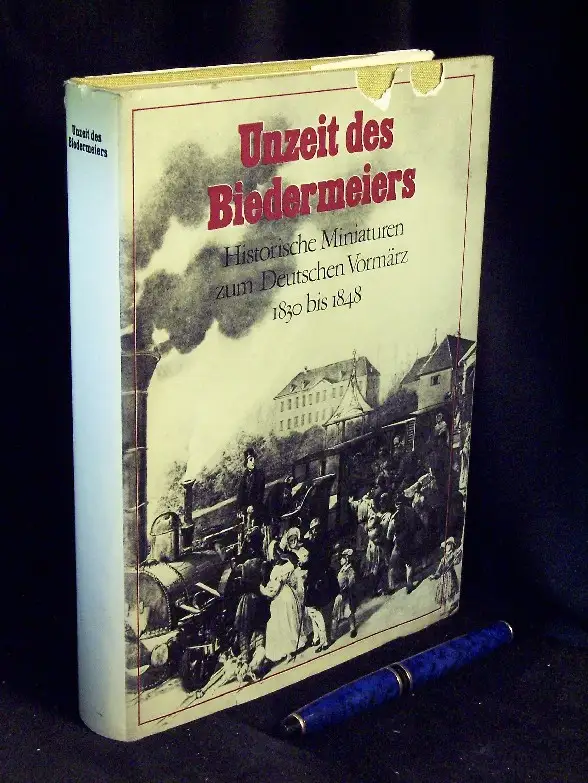 Unzeit des
Biedermeiers
Unzeit des
Biedermeiers
Historische Miniaturen
zum Deutschen Vormärz
1830 bis 1848